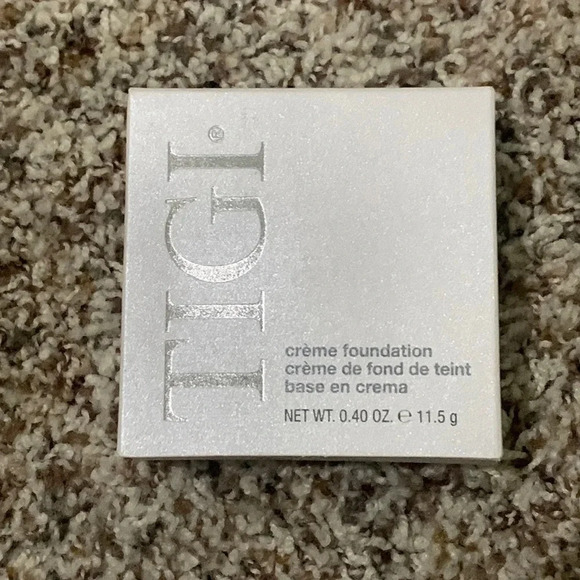 TIGI®
crème foundation
crème de fond de teint
base en crema
NET WT. 0.40 OZ. ℮ 11.5 g